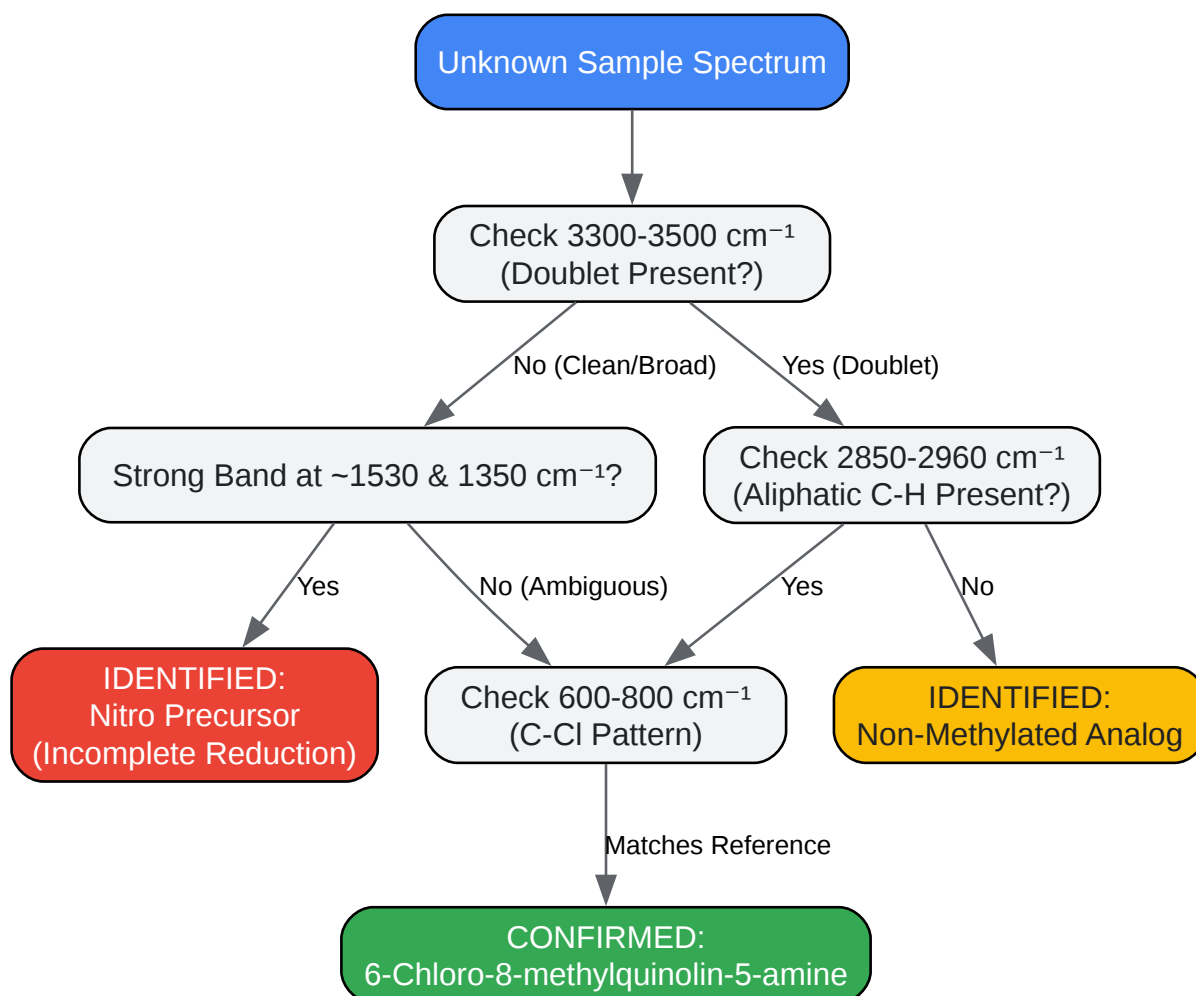 Unknown Sample Spectrum
Check 3300-3500 cm⁻¹
(Doublet Present?)
No (Clean/Broad)
Yes (Doublet)
Strong Band at ~1530 & 1350 cm⁻¹?
Check 2850-2960 cm⁻¹
(Aliphatic C-H Present?)
Yes
No (Ambiguous)
Yes
No
IDENTIFIED:
Nitro Precursor
(Incomplete Reduction)
Check 600-800 cm⁻¹
(C-Cl Pattern)
IDENTIFIED:
Non-Methylated Analog
Matches Reference
CONFIRMED:
6-Chloro-8-methylquinolin-5-amine